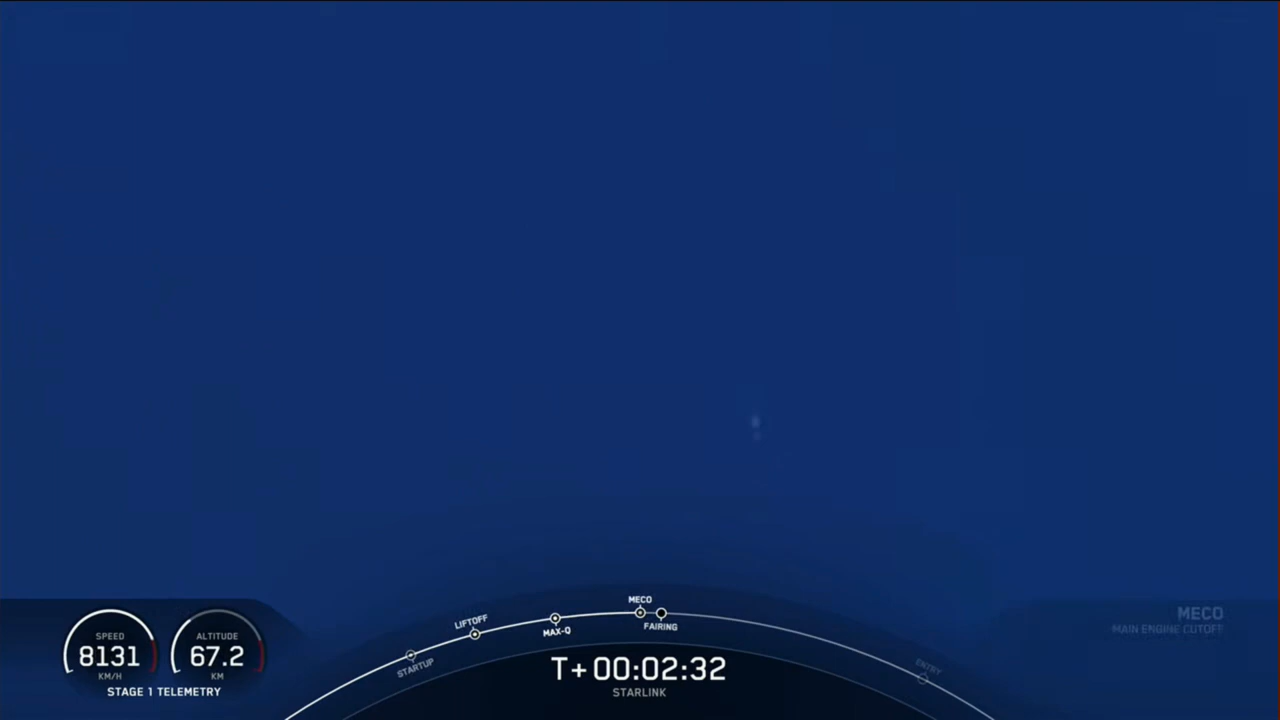 SPEED
8131
KM/H
ALTITUDE
67.2
KM
STAGE 1 TELEMETRY
STARTUP
LIFTOFF
MAX-Q
MECO
FAIRING
ENTRY
T+00:02:32
STARLINK
MECO
MAIN ENGINE CUTOFF